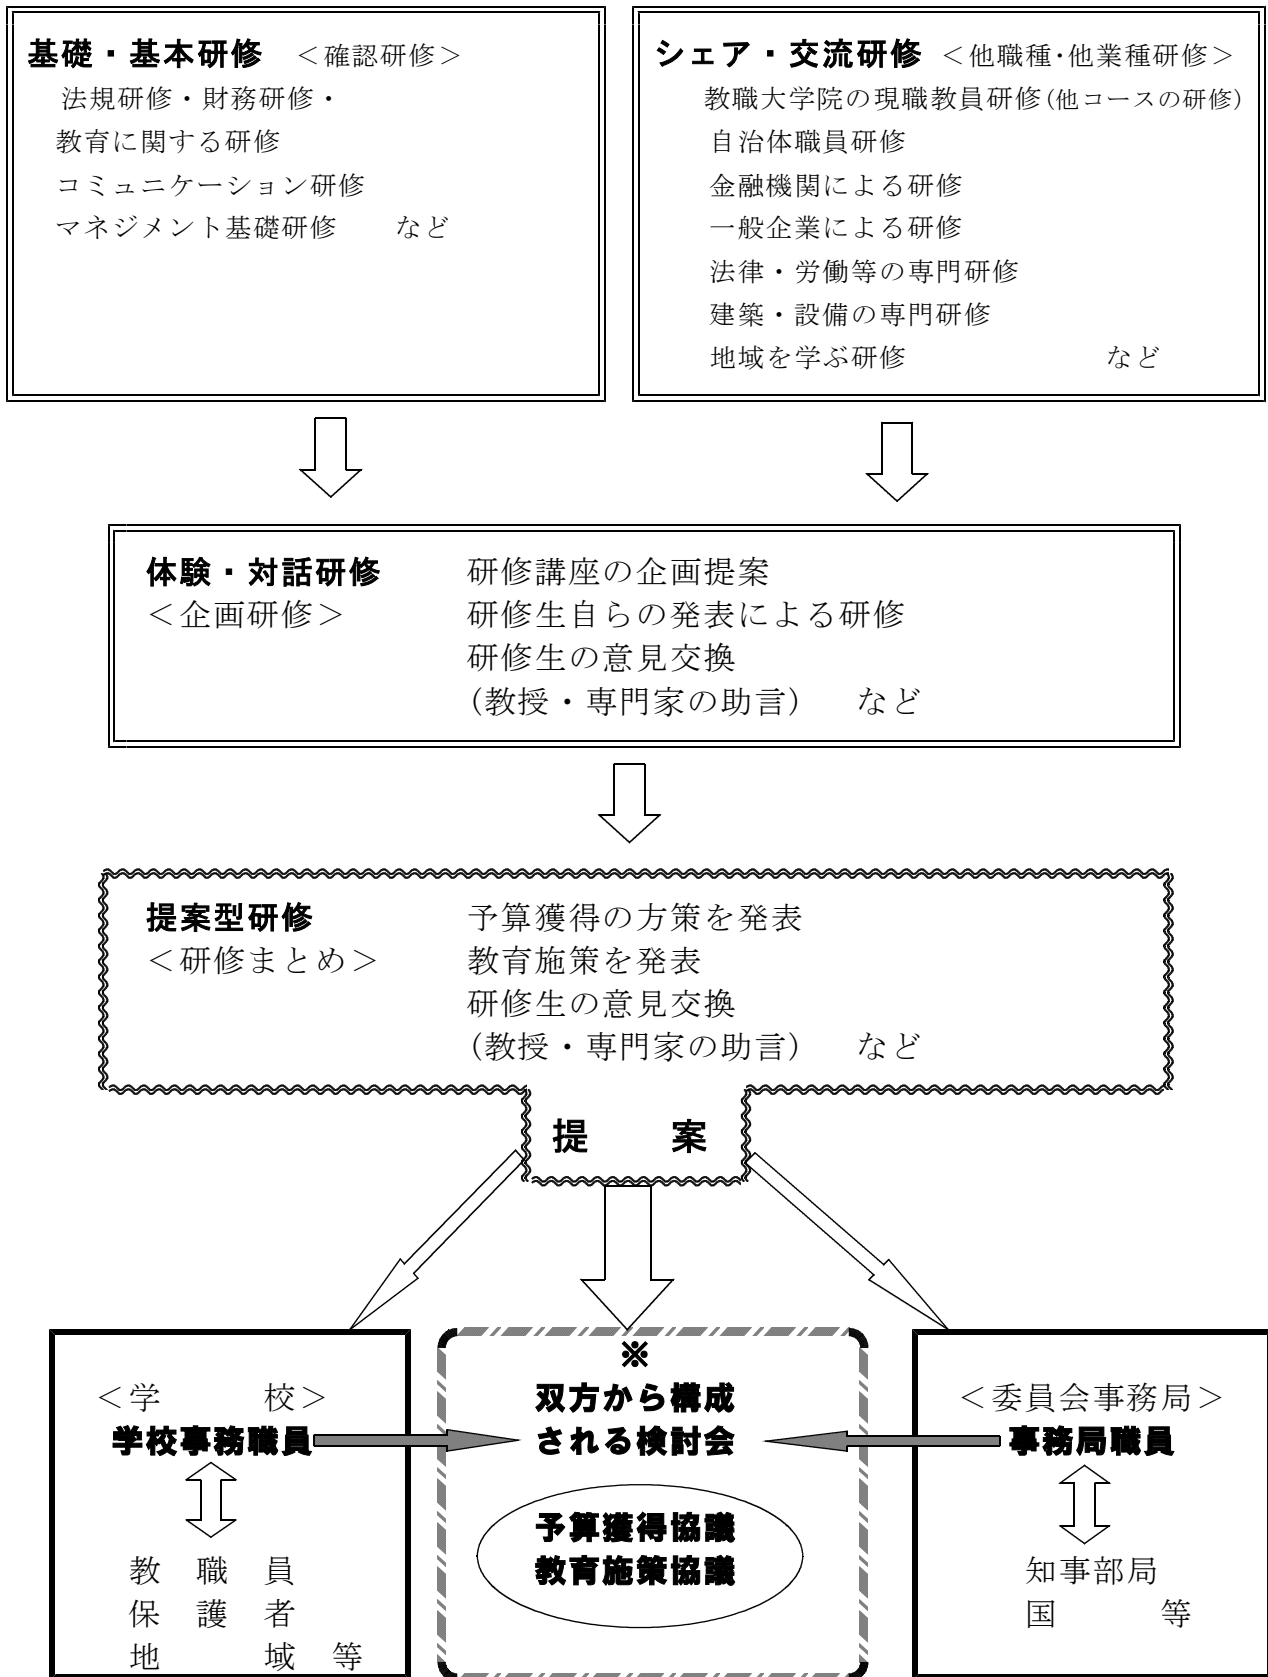 基礎・基本研修　＜確認研修＞
法規研修・財務研修・
教育に関する研修
コミュニケーション研修
マネジメント基礎研修　　など
シェア・交流研修　＜他職種・他業種研修＞
教職大学院の現職教員研修(他コースの研修)
自治体職員研修
金融機関による研修
一般企業による研修
法律・労働等の専門研修
建築・設備の専門研修
地域を学ぶ研修　　など
体験・対話研修　　研修講座の企画提案
＜企画研修＞　　研修生自らの発表による研修
研修生の意見交換
(教授・専門家の助言)　など
提案型研修　　予算獲得の方策を発表
＜研修まとめ＞　　教育施策を発表
研修生の意見交換
(教授・専門家の助言)　など
提　案
＜学　　校＞
学校事務職員
教　職　員
保　護　者
地　　域　等
※
双方から構成
される検討会
予算獲得協議
教育施策協議
＜委員会事務局＞
事務局職員
知事部局
国　　等